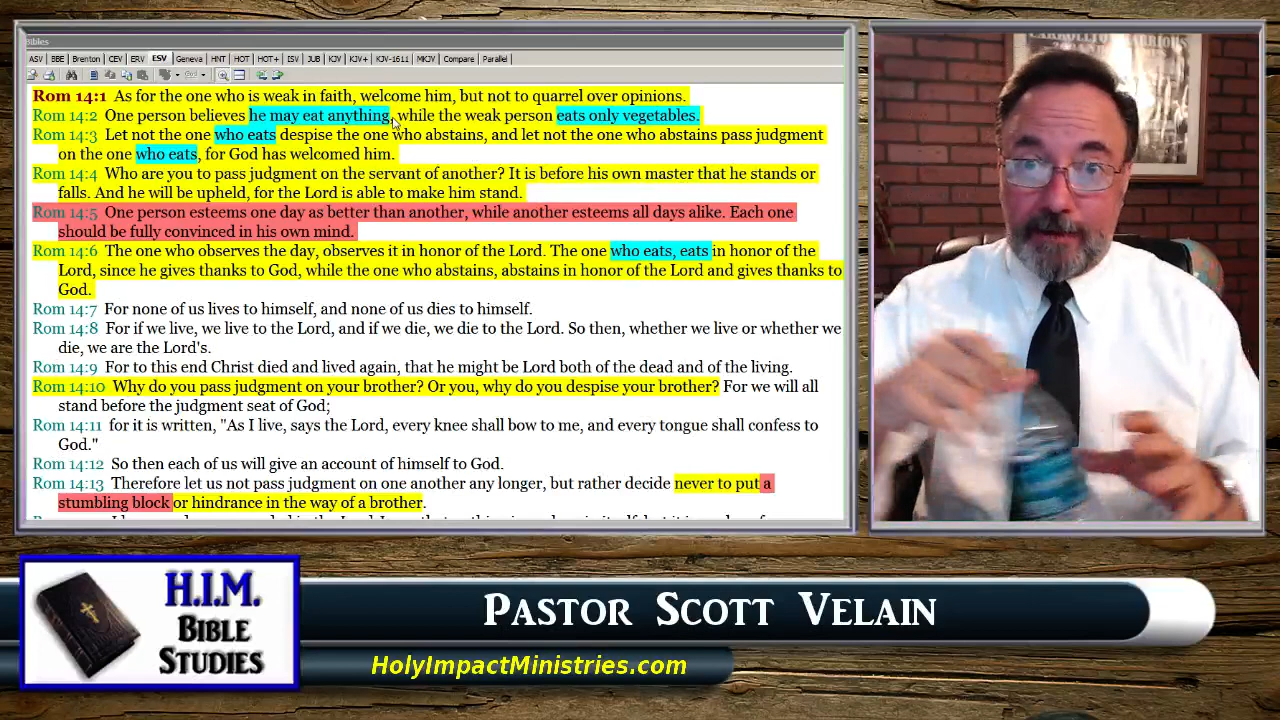 Bibles
ASV BBE Brenton CEV ERV ESV Geneva HNT HOT HOT+ ISV JUB KJV KJV+ KJV-1611 MKJV Compare Parallel
Rom 14:1 As for the one who is weak in faith, welcome him, but not to quarrel over opinions.
Rom 14:2 One person believes he may eat anything, while the weak person eats only vegetables.
Rom 14:3 Let not the one who eats despise the one who abstains, and let not the one who abstains pass judgment
on the one who eats, for God has welcomed him.
Rom 14:4 Who are you to pass judgment on the servant of another? It is before his own master that he stands or
falls. And he will be upheld, for the Lord is able to make him stand.
Rom 14:5 One person esteems one day as better than another, while another esteems all days alike. Each one
should be fully convinced in his own mind.
Rom 14:6 The one who observes the day, observes it in honor of the Lord. The one who eats, eats in honor of the
Lord, since he gives thanks to God, while the one who abstains, abstains in honor of the Lord and gives thanks to
God.
Rom 14:7 For none of us lives to himself, and none of us dies to himself.
Rom 14:8 For if we live, we live to the Lord, and if we die, we die to the Lord. So then, whether we live or whether we
die, we are the Lord's.
Rom 14:9 For to this end Christ died and lived again, that he might be Lord both of the dead and of the living.
Rom 14:10 Why do you pass judgment on your brother? Or you, why do you despise your brother? For we will all
stand before the judgment seat of God;
Rom 14:11 for it is written, "As I live, says the Lord, every knee shall bow to me, and every tongue shall confess to
God."
Rom 14:12 So then each of us will give an account of himself to God.
Rom 14:13 Therefore let us not pass judgment on one another any longer, but rather decide never to put a
stumbling block or hindrance in the way of a brother.
H.I.M.
BIBLE
STUDIES
PASTOR SCOTT VELAIN
HolyImpactMinistries.com